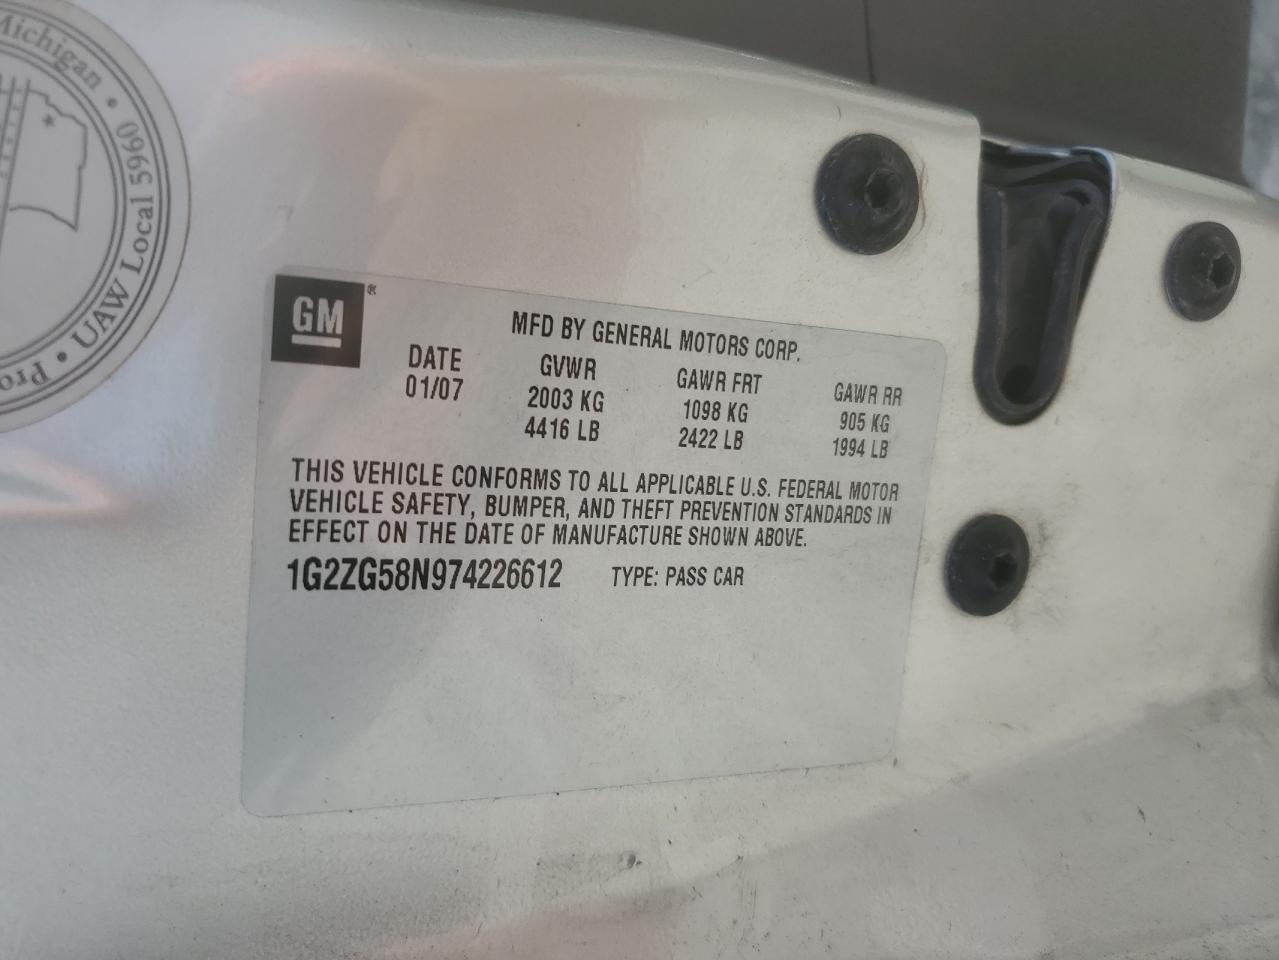 Michigan •
UAW Local 5960
• Pro
GM®
MFD BY GENERAL MOTORS CORP.
DATE GVWR GAWR FRT GAWR RR
01/07 2003 KG 1098 KG 905 KG
4416 LB 2422 LB 1994 LB
THIS VEHICLE CONFORMS TO ALL APPLICABLE U.S. FEDERAL MOTOR
VEHICLE SAFETY, BUMPER, AND THEFT PREVENTION STANDARDS IN
EFFECT ON THE DATE OF MANUFACTURE SHOWN ABOVE.
1G2ZG58N974226612 TYPE: PASS CAR